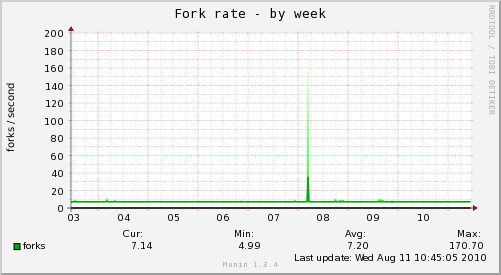 Fork rate - by week
RRDTOOL / TOBI OETIKER
forks / second
200
180
160
140
120
100
80
60
40
20
0
03 04 05 06 07 08 09 10
Cur: Min: Avg: Max:
forks 7.14 4.99 7.20 170.70
Last update: Wed Aug 11 10:45:05 2010
Munin 1.3.4